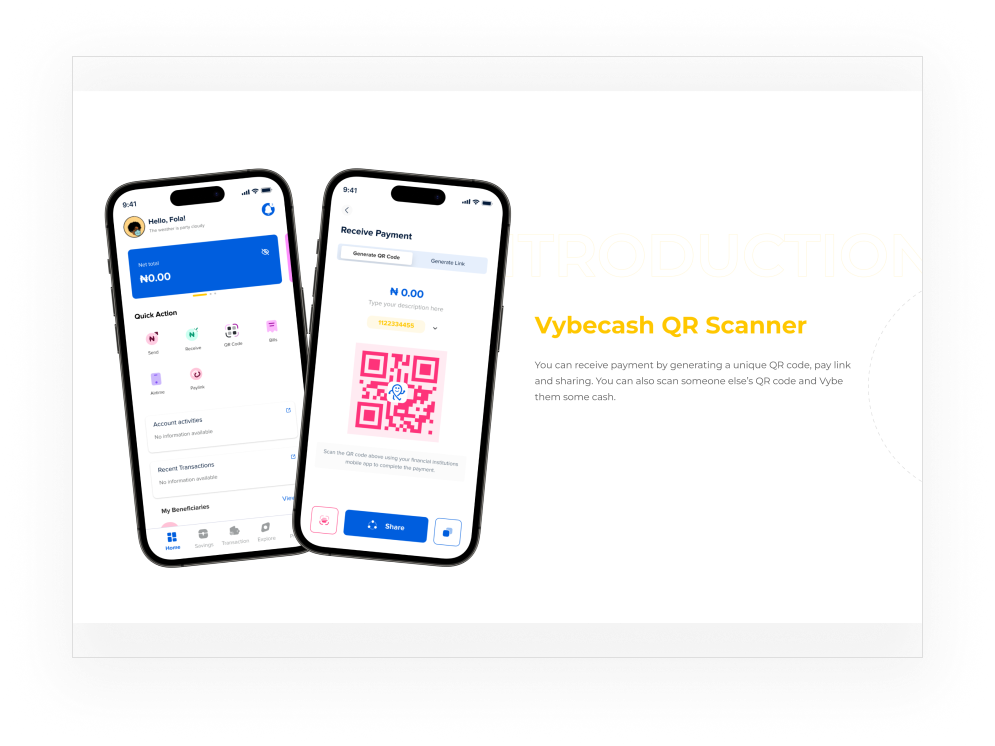 9:41
Hello, Fola!
The weather is party cloudy
Net total
₦0.00
Quick Action
Send
Receive
QR Code
Bills
Airtime
Paylink
Account activities
No information available
Recent Transactions
No information available
My Beneficiaries
View
Home
Savings
Transaction
Explore
9:41
Receive Payment
Generate QR Code
Generate Link
₦ 0.00
Type your description here
1122334455
Scan the QR code above using your financial institutions
mobile app to complete the payment.
Share
TRODUCTION
Vybecash QR Scanner
You can receive payment by generating a unique QR code, pay link
and sharing. You can also scan someone else's QR code and Vybe
them some cash.